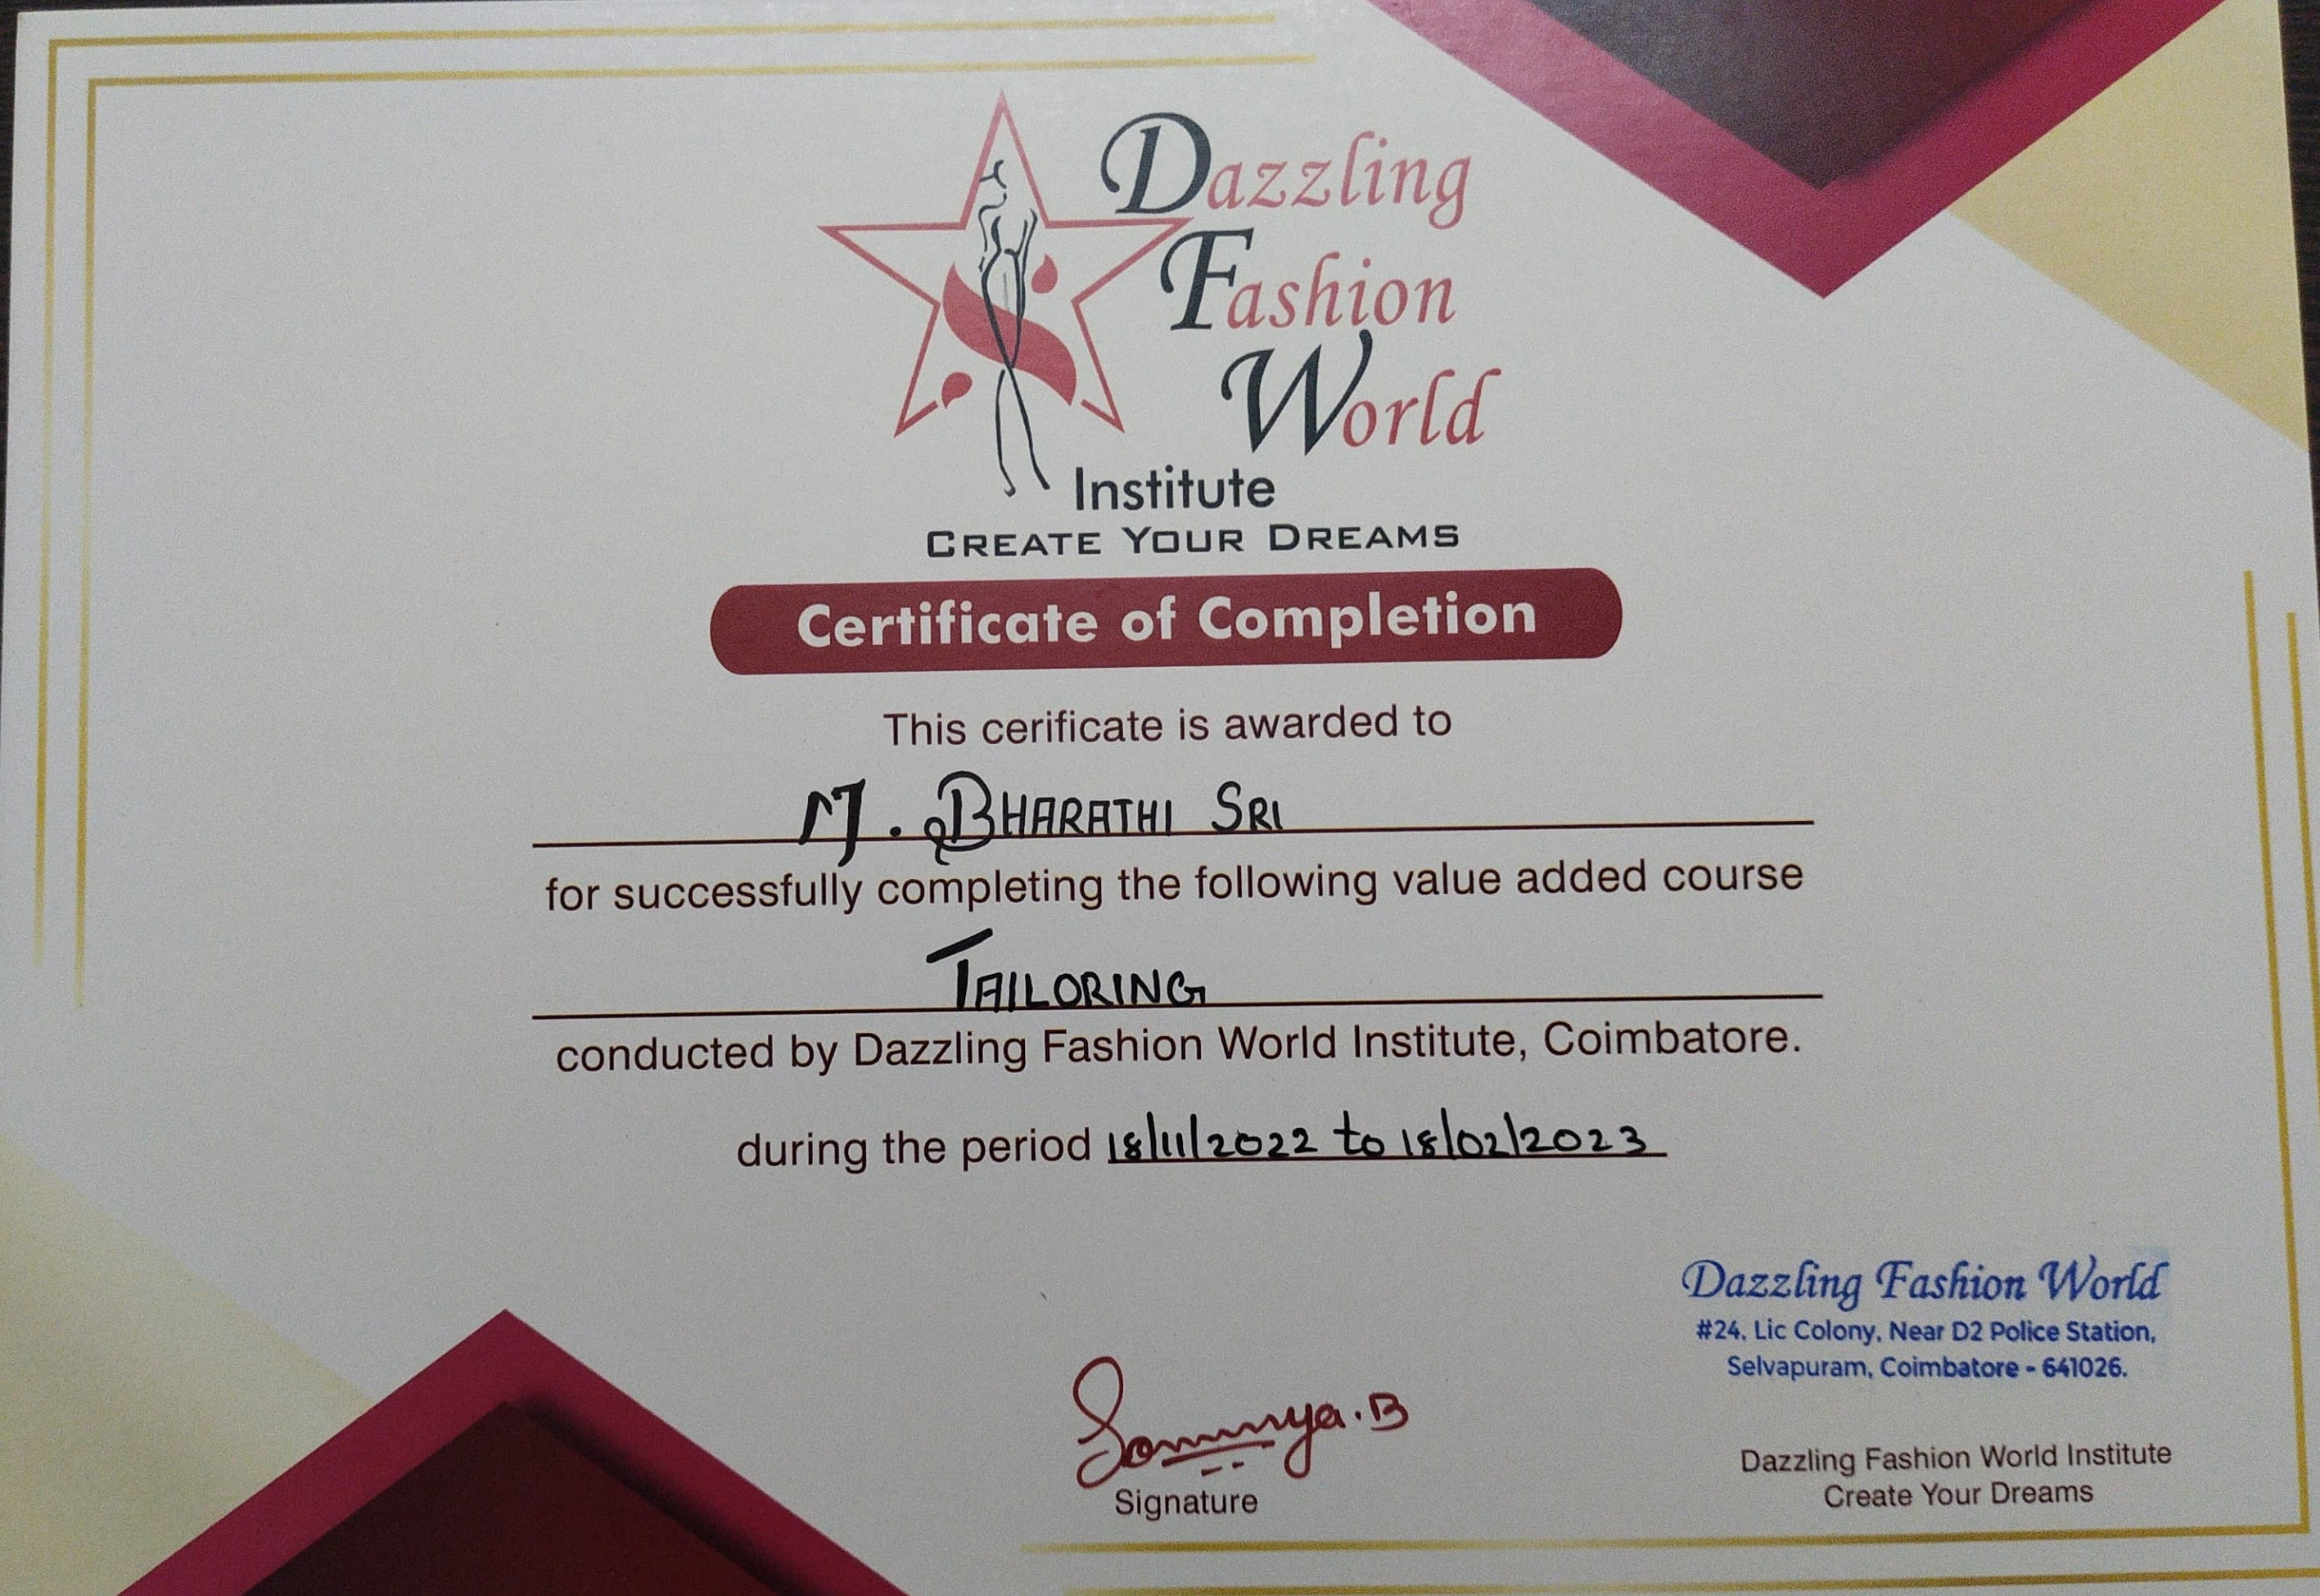 Dazzling
Fashion
World
Institute
CREATE YOUR DREAMS
Certificate of Completion
This cerificate is awarded to
M. BHARATHI SRI
for successfully completing the following value added course
TAILORING
conducted by Dazzling Fashion World Institute, Coimbatore.
during the period 18/11/2022 to 18/02/2023
Dazzling Fashion World
#24, Lic Colony, Near D2 Police Station,
Selvapuram, Coimbatore - 641026.
Sowmya.B
Signature
Dazzling Fashion World Institute
Create Your Dreams